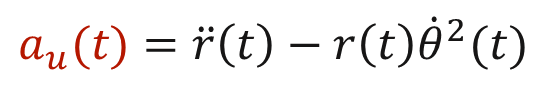 a_u(t) = r̈(t) − r(t)θ̇²(t)